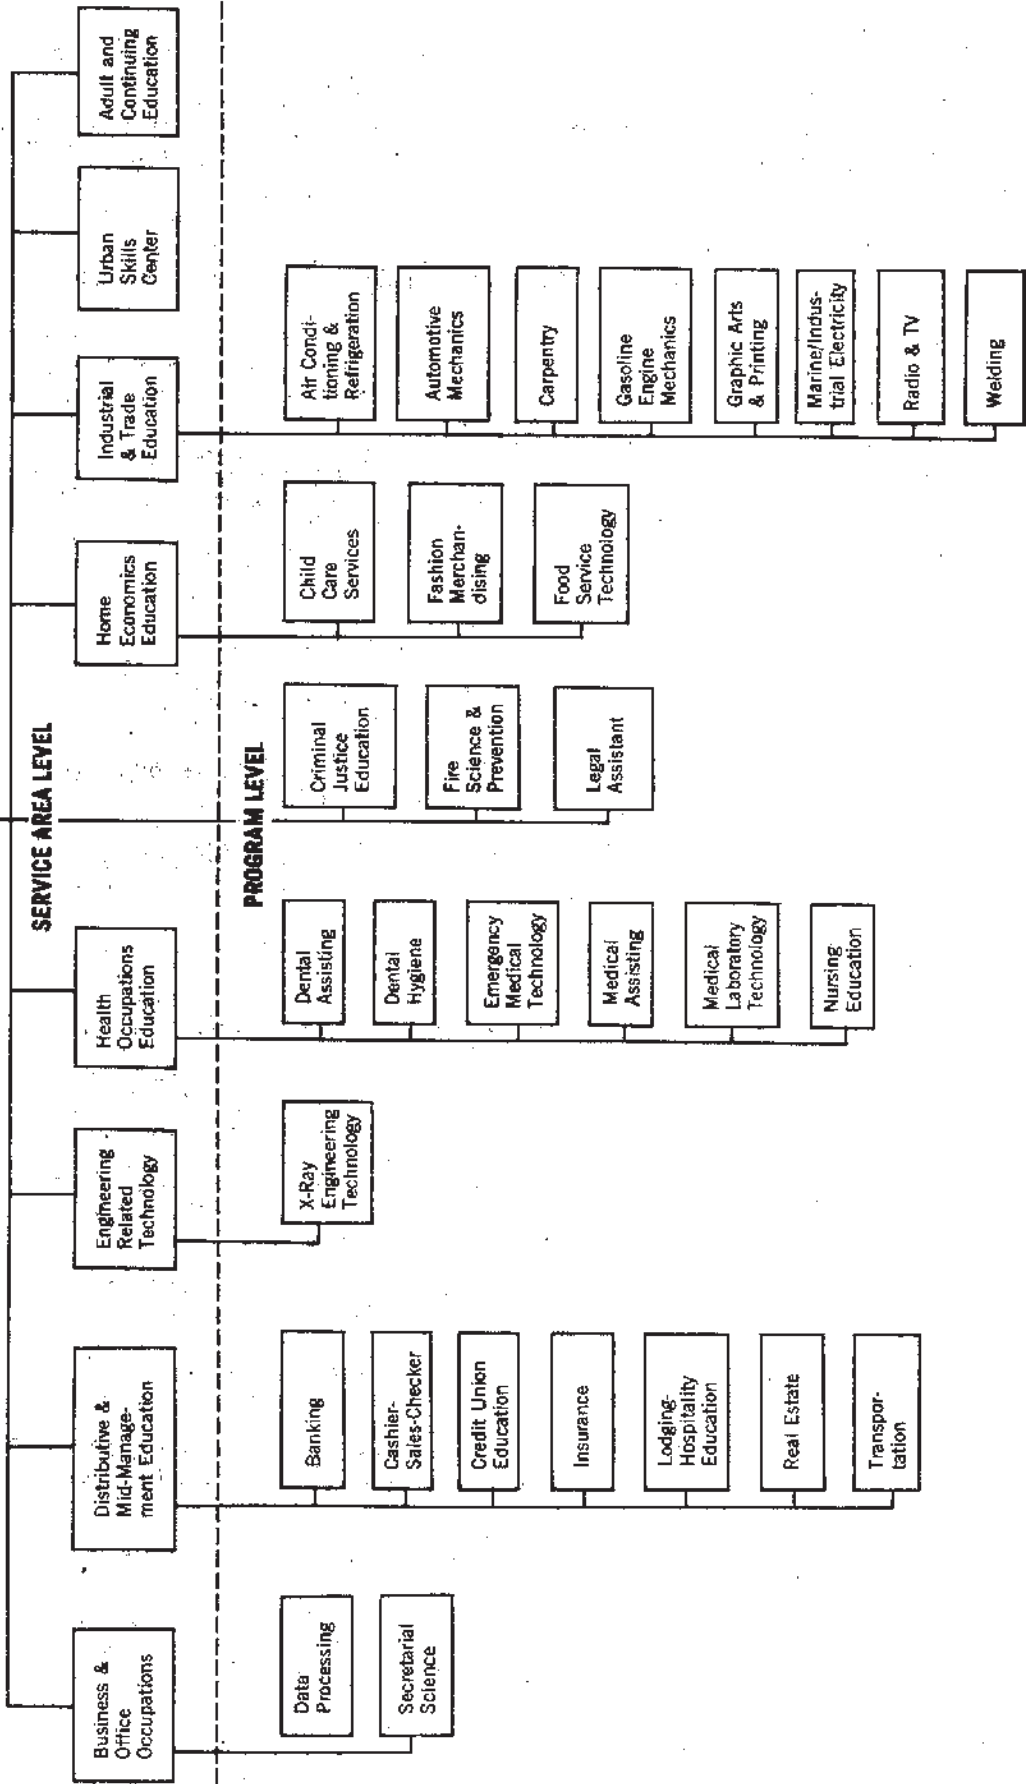 SERVICE AREA LEVEL
Business &
Office
Occupations
Distributive &
Mid-Manage-
ment Education
Engineering
Related
Technology
Health
Occupations
Education
Home
Economics
Education
Industrial
& Trade
Education
Urban
Skills
Center
Adult and
Continuing
Education
PROGRAM LEVEL
Data
Processing
Secretarial
Science
Banking
Cashier-
Sales-Checker
Credit Union
Education
Insurance
Lodging-
Hospitality
Education
Real Estate
Transpor-
tation
X-Ray
Engineering
Technology
Dental
Assisting
Dental
Hygiene
Emergency
Medical
Technology
Medical
Assisting
Medical
Laboratory
Technology
Nursing
Education
Criminal
Justice
Education
Fire
Science &
Prevention
Legal
Assistant
Child
Care
Services
Fashion
Merchan-
dising
Food
Service
Technology
Air Condi-
tioning &
Refrigeration
Automotive
Mechanics
Carpentry
Gasoline
Engine
Mechanics
Graphic Arts
& Printing
Marine/Indus-
trial Electricity
Radio & TV
Welding